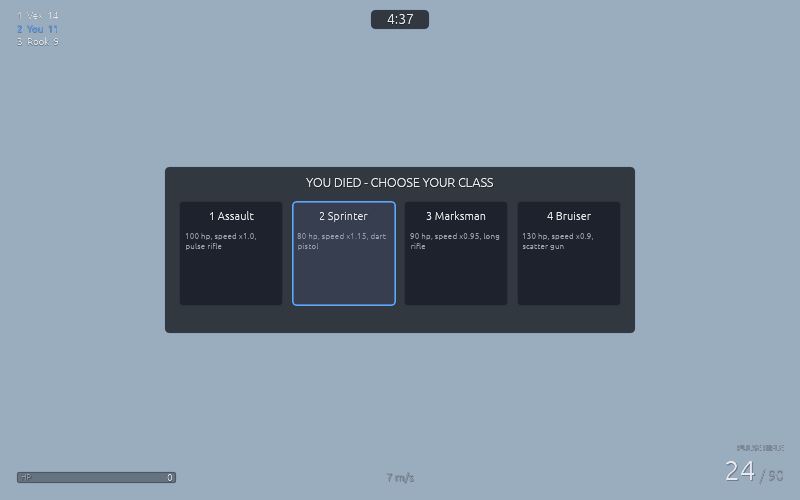 1 Vex 14
2 You 11
3 Rook 9
4:37
YOU DIED - CHOOSE YOUR CLASS
1 Assault
100 hp, speed x1.0,
pulse rifle
2 Sprinter
80 hp, speed x1.15, dart
pistol
3 Marksman
90 hp, speed x0.95, long
rifle
4 Bruiser
130 hp, speed x0.9,
scatter gun
HP 0
7 m/s
24 / 90